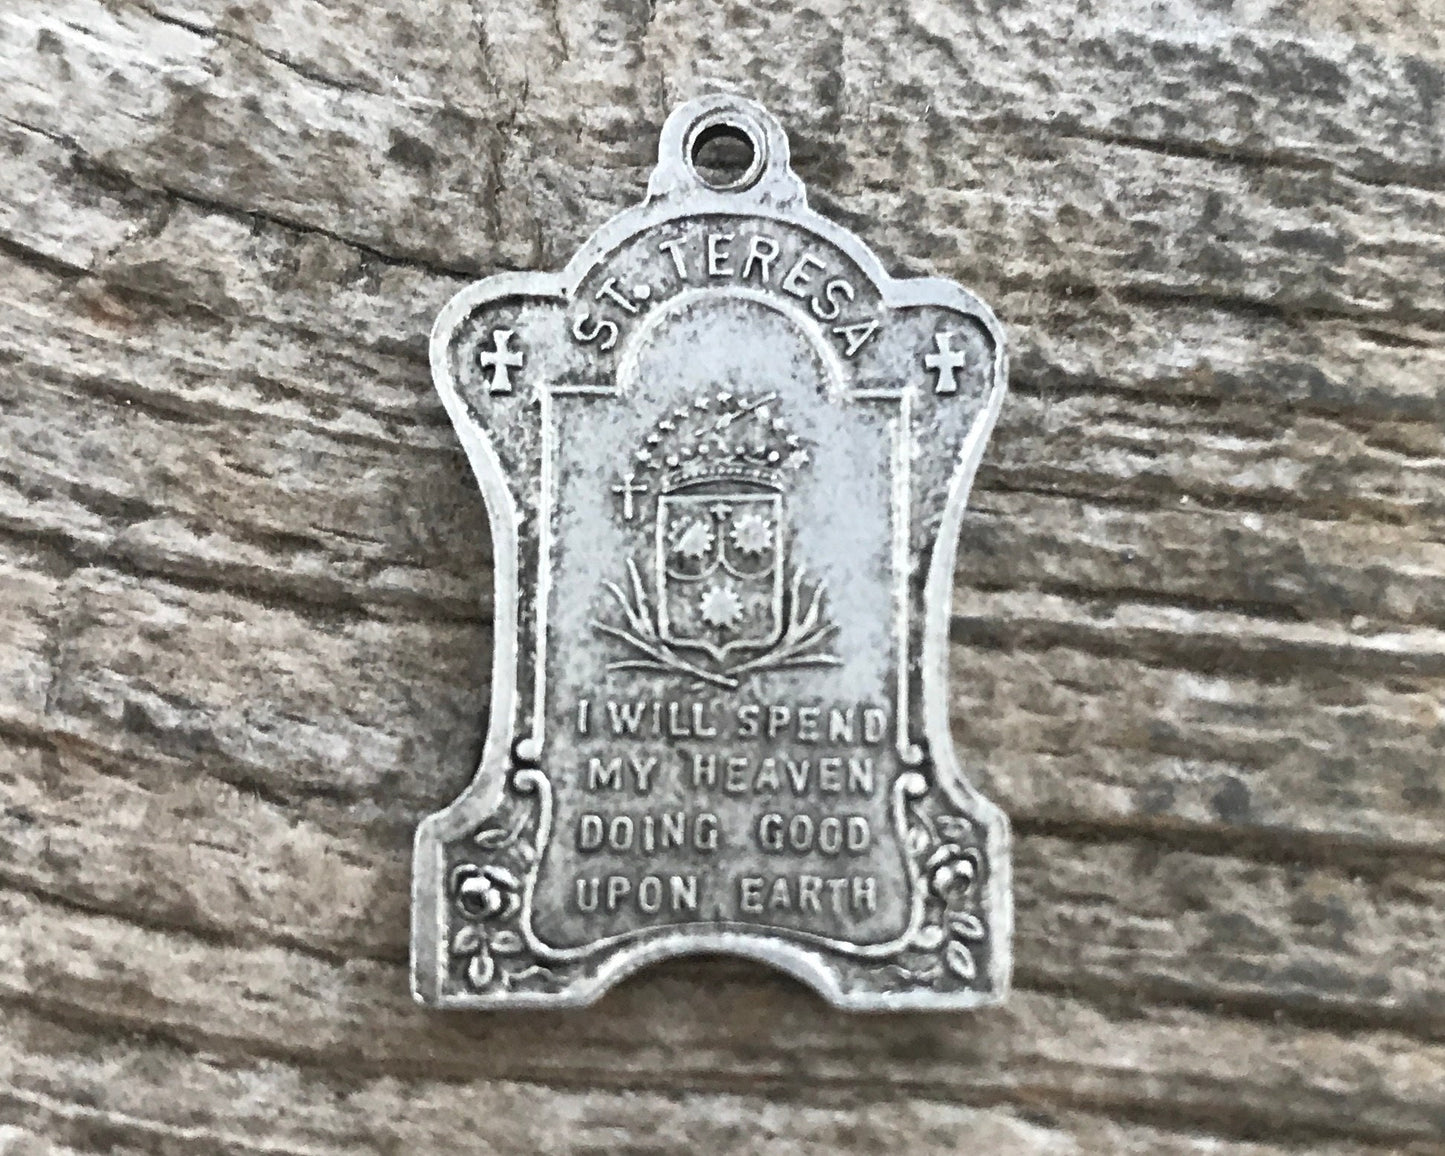 ST. TERESA
I WILL SPEND
MY HEAVEN
DOING GOOD
UPON EARTH